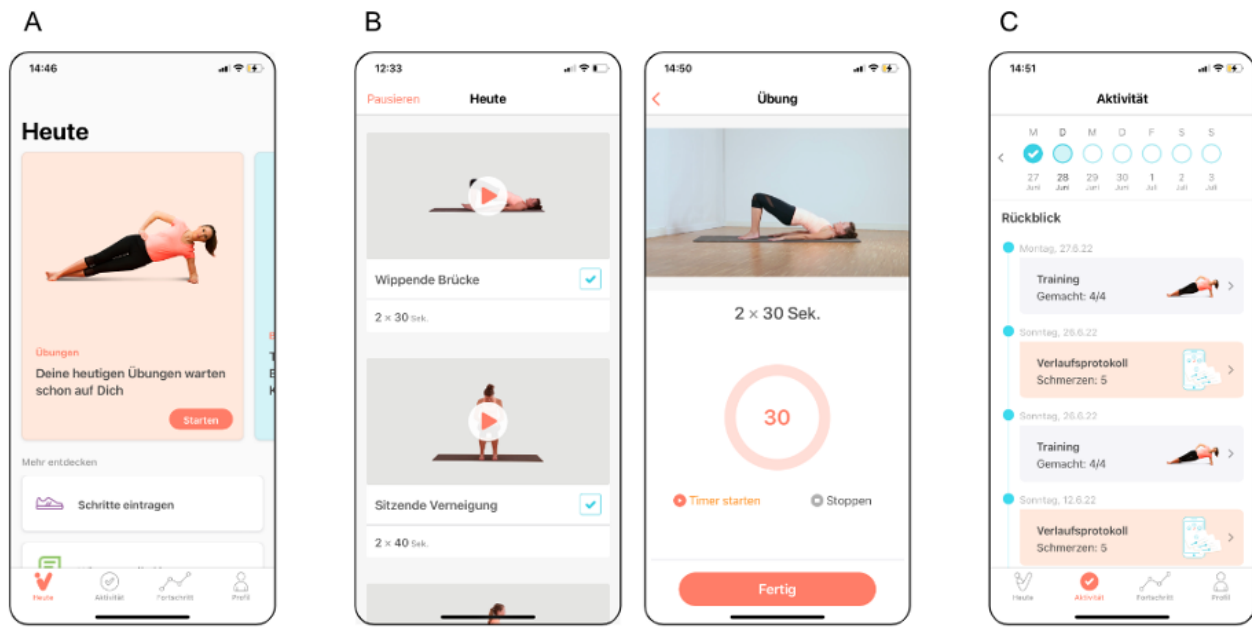 A
14:46
Heute
Übungen
Deine heutigen Übungen warten
schon auf Dich
Starten
Mehr entdecken
Schritte eintragen
Heute Aktivität Fortschritt Profil
B
12:33
Pausieren Heute
Wippende Brücke
2 × 30 Sek.
Sitzende Verneigung
2 × 40 Sek.
14:50
Übung
2 × 30 Sek.
30
Timer starten Stoppen
Fertig
C
14:51
Aktivität
M D M D F S S
27 28 29 30 1 2 3
Juni Juni Juni Juni Juli Juli Juli
Rückblick
Montag, 27.6.22
Training
Gemacht: 4/4
Sonntag, 26.6.22
Verlaufsprotokoll
Schmerzen: 5
Sonntag, 26.6.22
Training
Gemacht: 4/4
Sonntag, 12.6.22
Verlaufsprotokoll
Schmerzen: 5
Heute Aktivität Fortschritt Profil